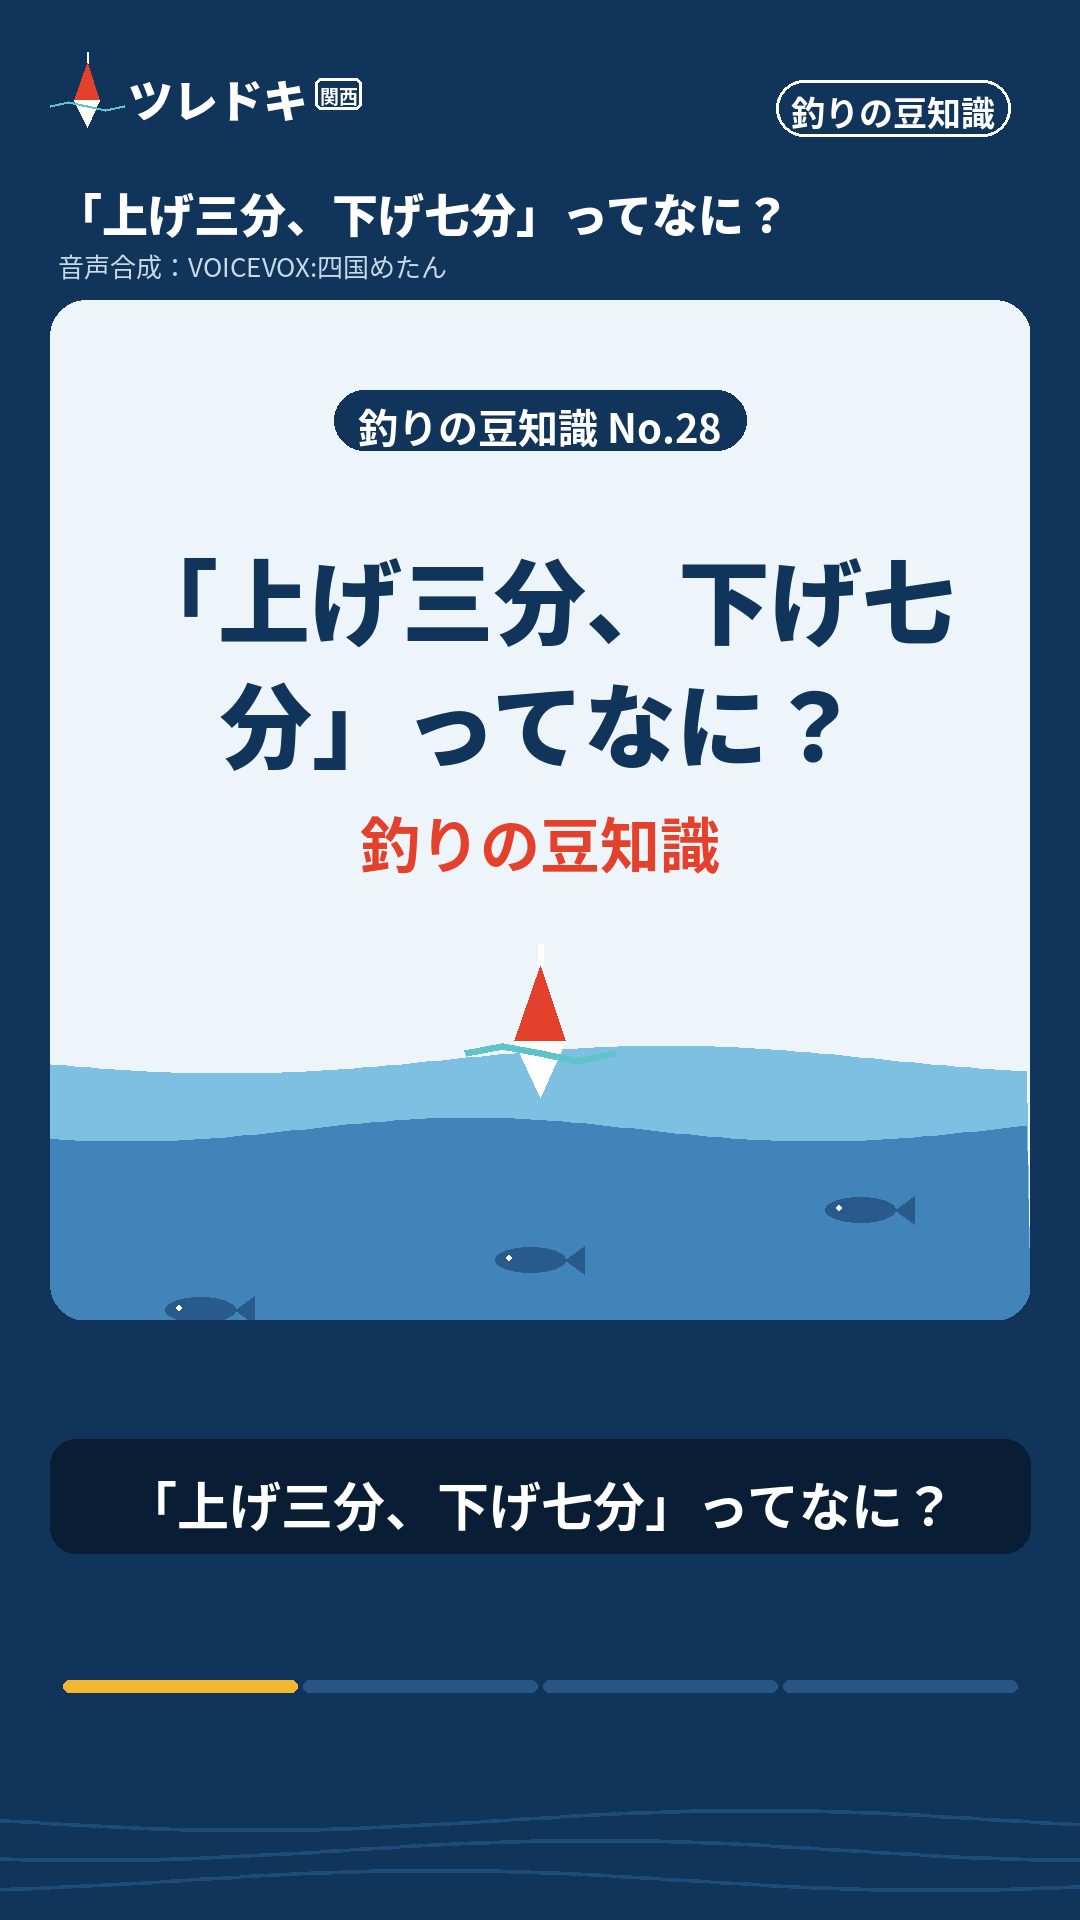 ツレドキ 関西
釣りの豆知識
「上げ三分、下げ七分」ってなに？
音声合成：VOICEVOX:四国めたん
釣りの豆知識 No.28
「上げ三分、下げ七
分」ってなに？
釣りの豆知識
「上げ三分、下げ七分」ってなに？